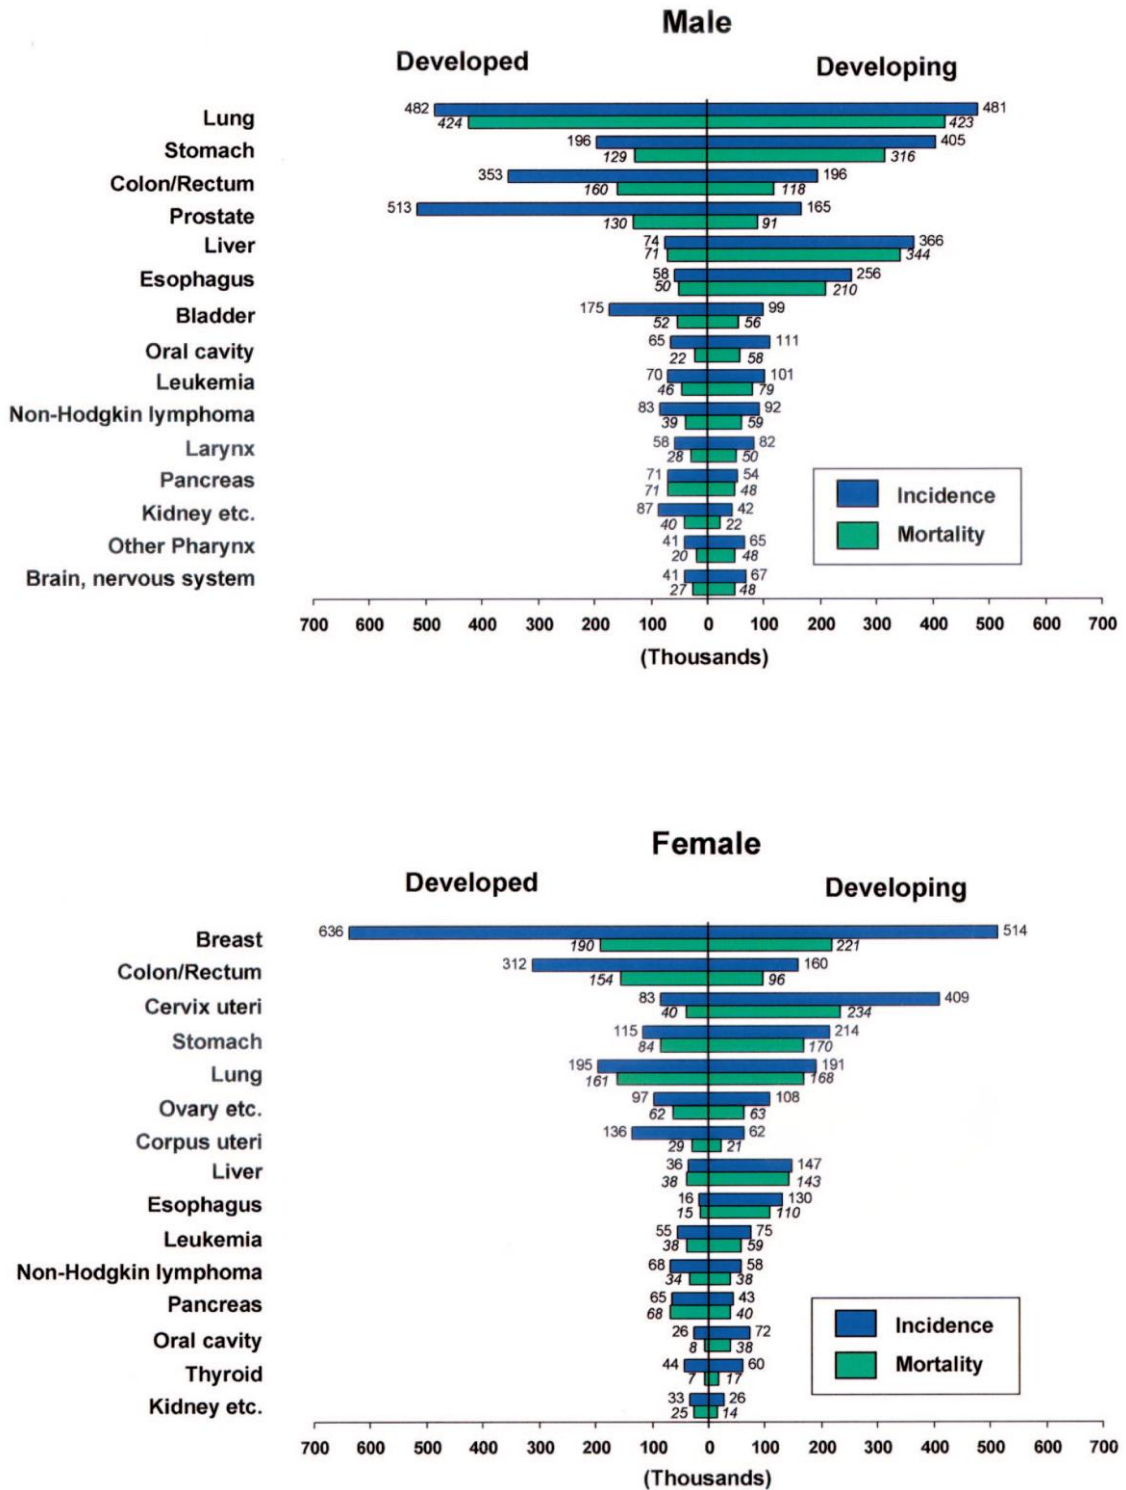 Male
Developed
Developing
Lung 482 424 481 423
Stomach 196 129 405 316
Colon/Rectum 353 160 196 118
Prostate 513 130 165 91
Liver 74 71 366 344
Esophagus 58 50 256 210
Bladder 175 52 99 56
Oral cavity 65 22 111 58
Leukemia 70 46 101 79
Non-Hodgkin lymphoma 83 39 92 59
Larynx 58 28 82 50
Pancreas 71 71 54 48
Kidney etc. 87 40 42 22
Other Pharynx 41 20 65 48
Brain, nervous system 41 27 67 48
Incidence
Mortality
700 600 500 400 300 200 100 0 100 200 300 400 500 600 700
(Thousands)
Female
Developed
Developing
Breast 636 190 514 221
Colon/Rectum 312 154 160 96
Cervix uteri 83 40 409 234
Stomach 115 84 214 170
Lung 195 161 191 168
Ovary etc. 97 62 108 63
Corpus uteri 136 29 62 21
Liver 36 38 147 143
Esophagus 16 15 130 110
Leukemia 55 38 75 59
Non-Hodgkin lymphoma 68 34 58 38
Pancreas 65 68 43 40
Oral cavity 26 8 72 38
Thyroid 44 7 60 17
Kidney etc. 33 25 26 14
Incidence
Mortality
700 600 500 400 300 200 100 0 100 200 300 400 500 600 700
(Thousands)